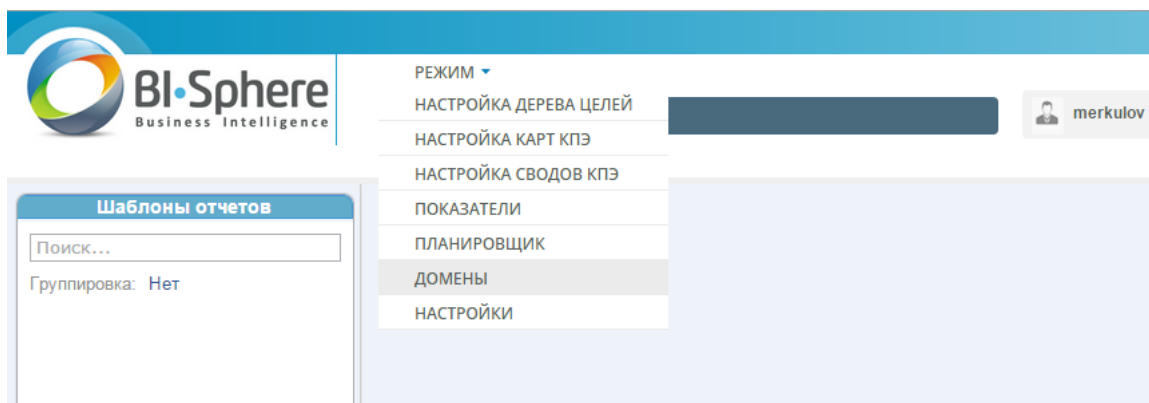 BI•Sphere
Business Intelligence
РЕЖИМ
НАСТРОЙКА ДЕРЕВА ЦЕЛЕЙ
НАСТРОЙКА КАРТ КПЭ
НАСТРОЙКА СВОДОВ КПЭ
ПОКАЗАТЕЛИ
ПЛАНИРОВЩИК
ДОМЕНЫ
НАСТРОЙКИ
merkulov
Шаблоны отчетов
Поиск...
Группировка: Нет